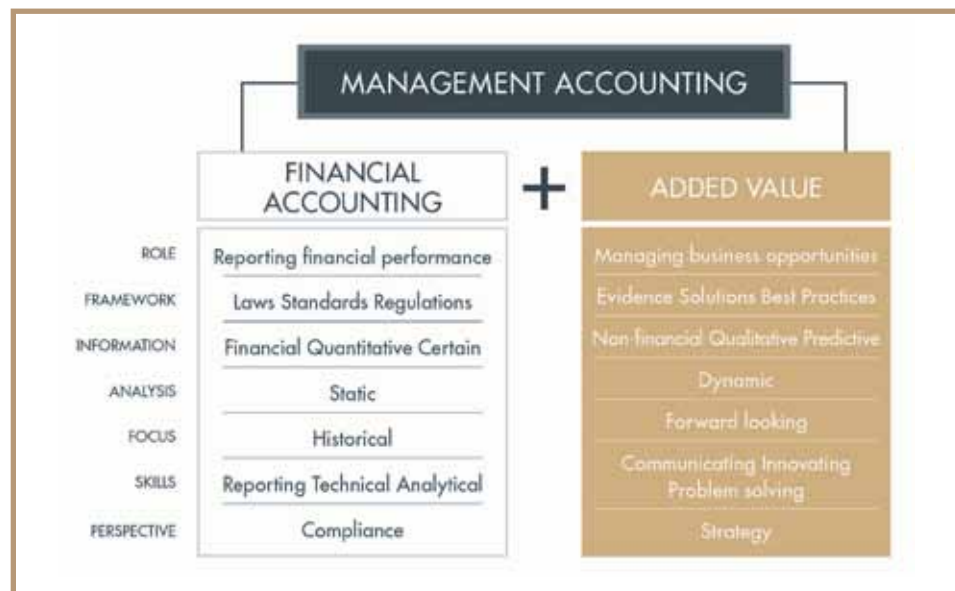 MANAGEMENT ACCOUNTING
FINANCIAL
ACCOUNTING
+
ADDED VALUE
ROLE
Reporting financial performance
Managing business opportunities
FRAMEWORK
Laws Standards Regulations
Evidence Solutions Best Practices
INFORMATION
Financial Quantitative Certain
Non-financial Qualitative Predictive
ANALYSIS
Static
Dynamic
FOCUS
Historical
Forward looking
SKILLS
Reporting Technical Analytical
Communicating Innovating
Problem solving
PERSPECTIVE
Compliance
Strategy